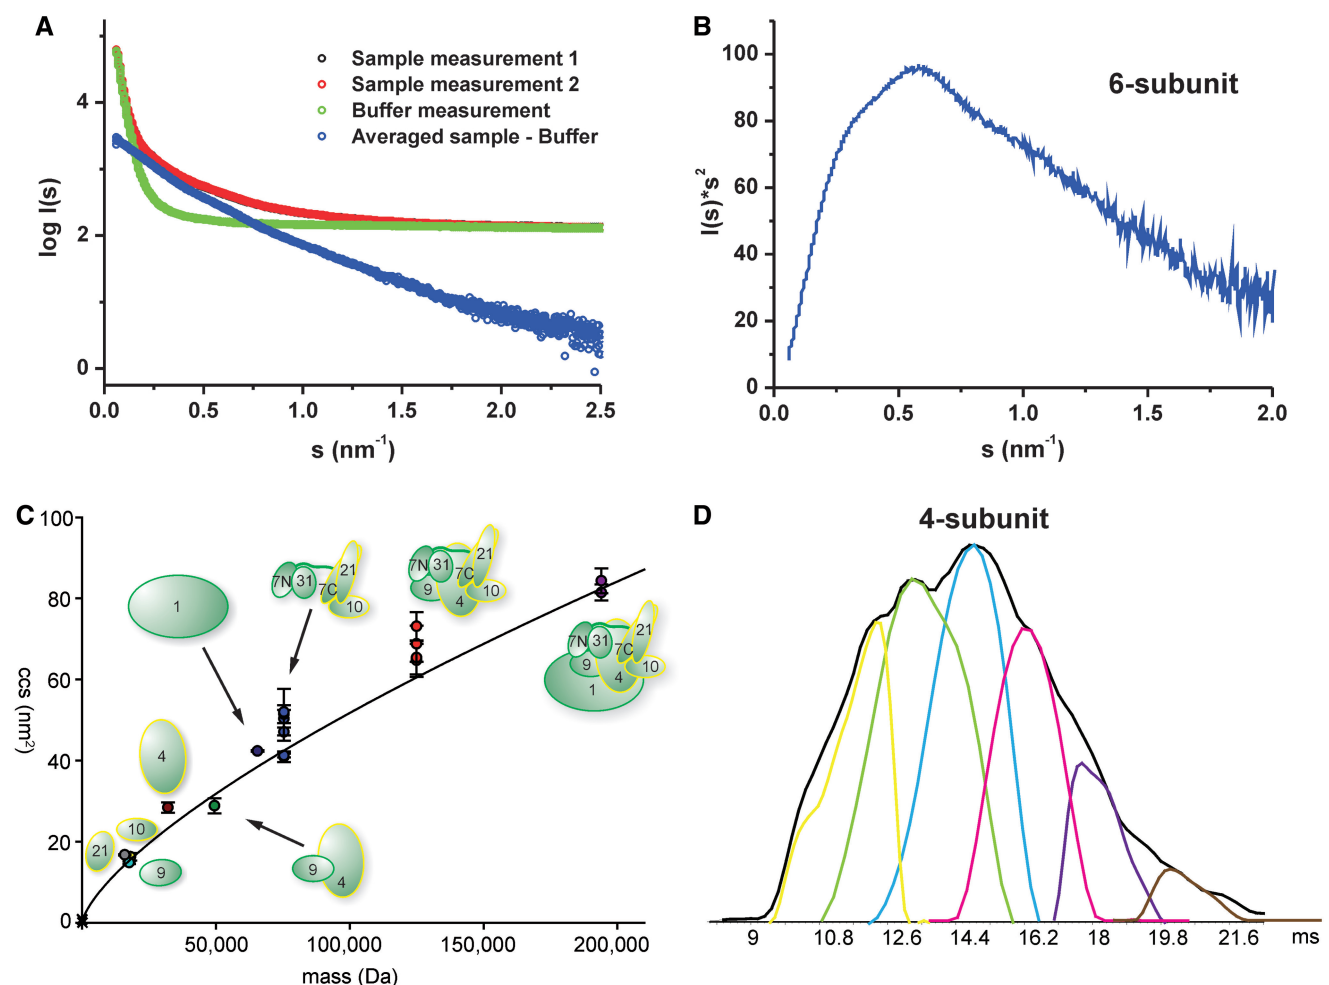 A
Sample measurement 1
Sample measurement 2
Buffer measurement
Averaged sample - Buffer
4
2
0
log I(s)
0.0 0.5 1.0 1.5 2.0 2.5
s (nm-1)
B
6-subunit
100
80
60
40
20
0
I(s)*s2
0.0 0.5 1.0 1.5 2.0
s (nm-1)
C
100
80
60
40
20
0
ccs (nm2)
50,000 100,000 150,000 200,000
mass (Da)
1
7N 31 7C 21 10
7N 31 7C 21 9 4 10
7N 31 7C 21 9 4 10 1
4
10
21
9
9 4
D
4-subunit
9 10.8 12.6 14.4 16.2 18 19.8 21.6 ms